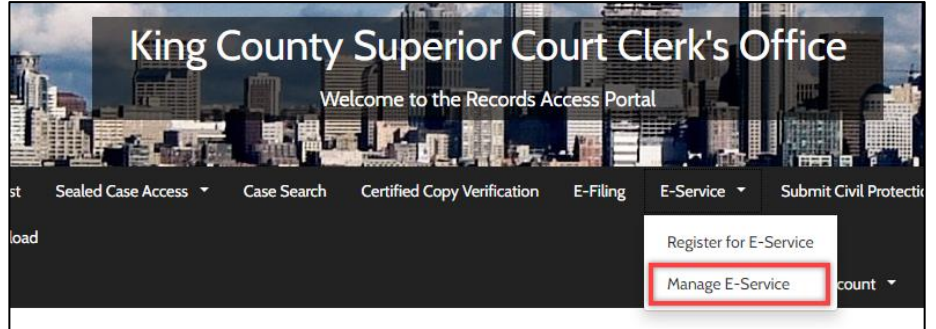 King County Superior Court Clerk's Office
Welcome to the Records Access Portal
st Sealed Case Access Case Search Certified Copy Verification E-Filing E-Service Submit Civil Protectio
load
Register for E-Service
Manage E-Service
count